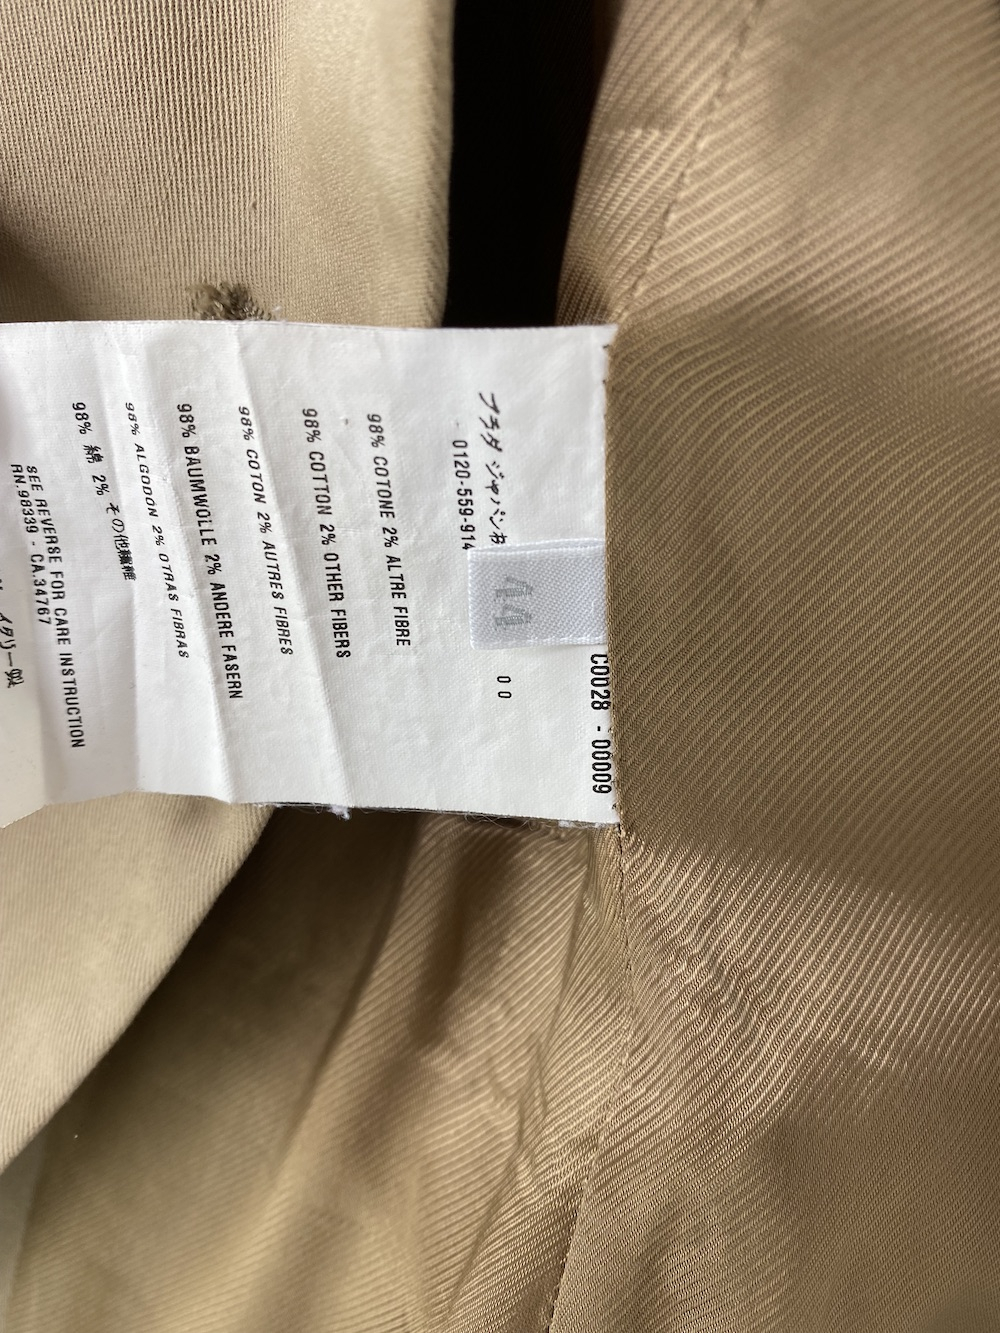 C0028 - 00009
44
0 0
プラダ ジャパン
0120-559-914
98% COTONE 2% ALTRE FIBRE
98% COTTON 2% OTHER FIBERS
98% COTON 2% AUTRES FIBRES
98% BAUMWOLLE 2% ANDERE FASERN
98% ALGODÓN 2% OTRAS FIBRAS
98% 綿 2% その他繊維
SEE REVERSE FOR CARE INSTRUCTION
RN.98339 - CA.34767
イタリー製